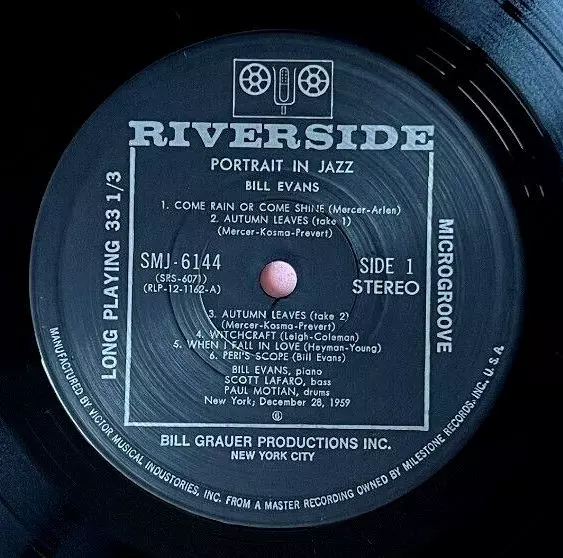 RIVERSIDE
PORTRAIT IN JAZZ
BILL EVANS
1. COME RAIN OR COME SHINE (Mercer-Arlen)
2. AUTUMN LEAVES (take 1)
(Mercer-Kosma-Prevert)
SMJ-6144
(SRS-6071)
(RLP-12-1162-A)
SIDE 1
STEREO
3. AUTUMN LEAVES (take 2)
(Mercer-Kosma-Prevert)
4. WITCHCRAFT (Leigh-Coleman)
5. WHEN I FALL IN LOVE (Heyman-Young)
6. PERI'S SCOPE (Bill Evans)
BILL EVANS, piano
SCOTT LAFARO, bass
PAUL MOTIAN, drums
New York; December 28, 1959
LONG PLAYING 33 1/3
MICROGROOVE
BILL GRAUER PRODUCTIONS INC.
NEW YORK CITY
MANUFACTURED BY VICTOR MUSICAL INDUSTORIES, INC. FROM A MASTER RECORDING OWNED BY MILESTONE RECORDS, INC. U. S. A.